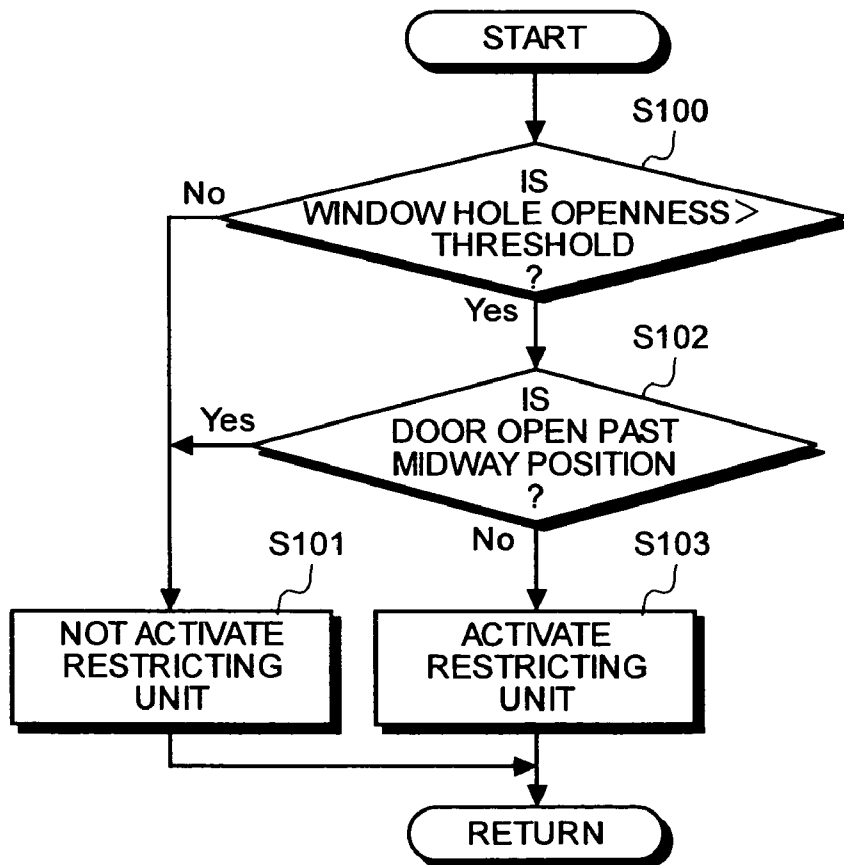 START
S100
No
IS
WINDOW HOLE OPENNESS >
THRESHOLD
?
Yes
S102
IS
Yes
DOOR OPEN PAST
MIDWAY POSITION
?
No
S101
S103
NOT ACTIVATE
RESTRICTING
UNIT
ACTIVATE
RESTRICTING
UNIT
RETURN